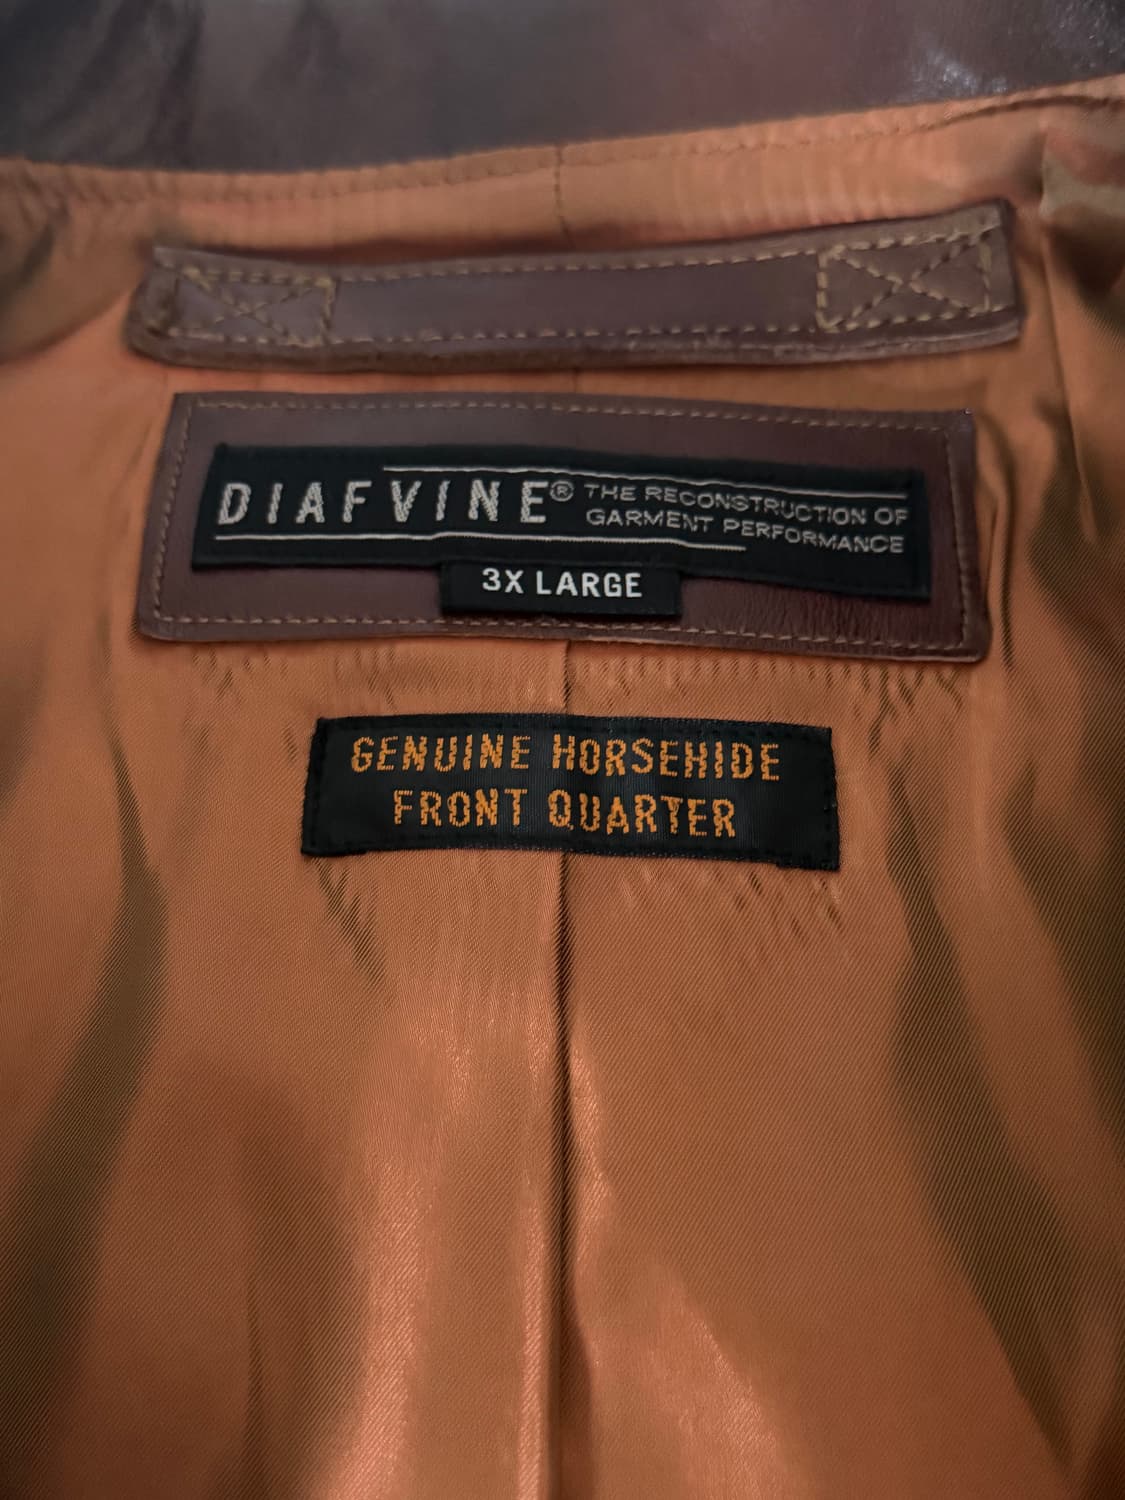 DIAFVINE® THE RECONSTRUCTION OF
GARMENT PERFORMANCE
3X LARGE
GENUINE HORSEHIDE
FRONT QUARTER